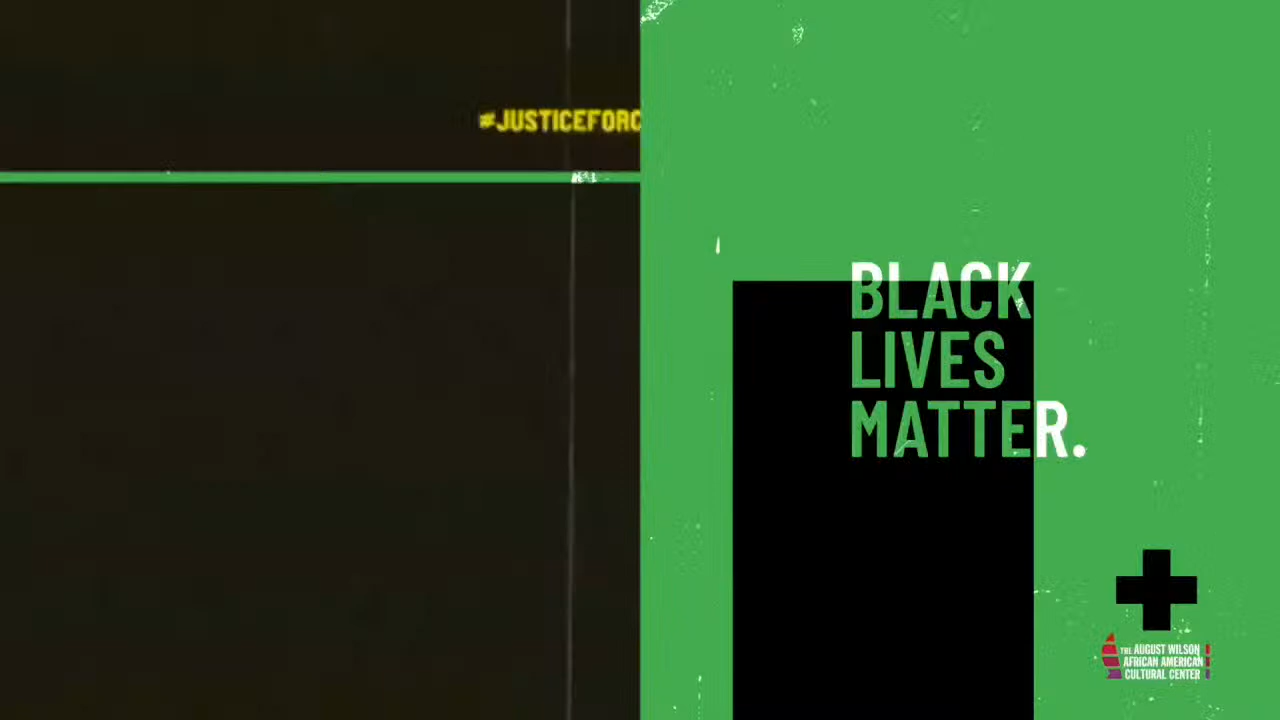 #JUSTICEFORC
BLACK
LIVES
MATTER.
THE AUGUST WILSON
AFRICAN AMERICAN
CULTURAL CENTER